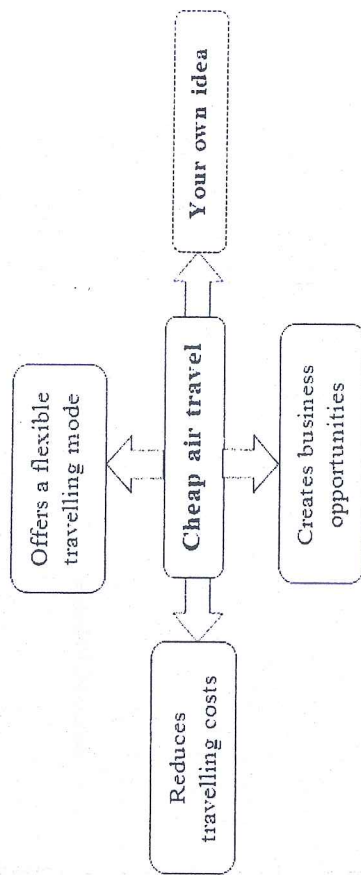 Offers a flexible
travelling mode
Reduces
travelling costs
Cheap air travel
Your own idea
Creates business
opportunities